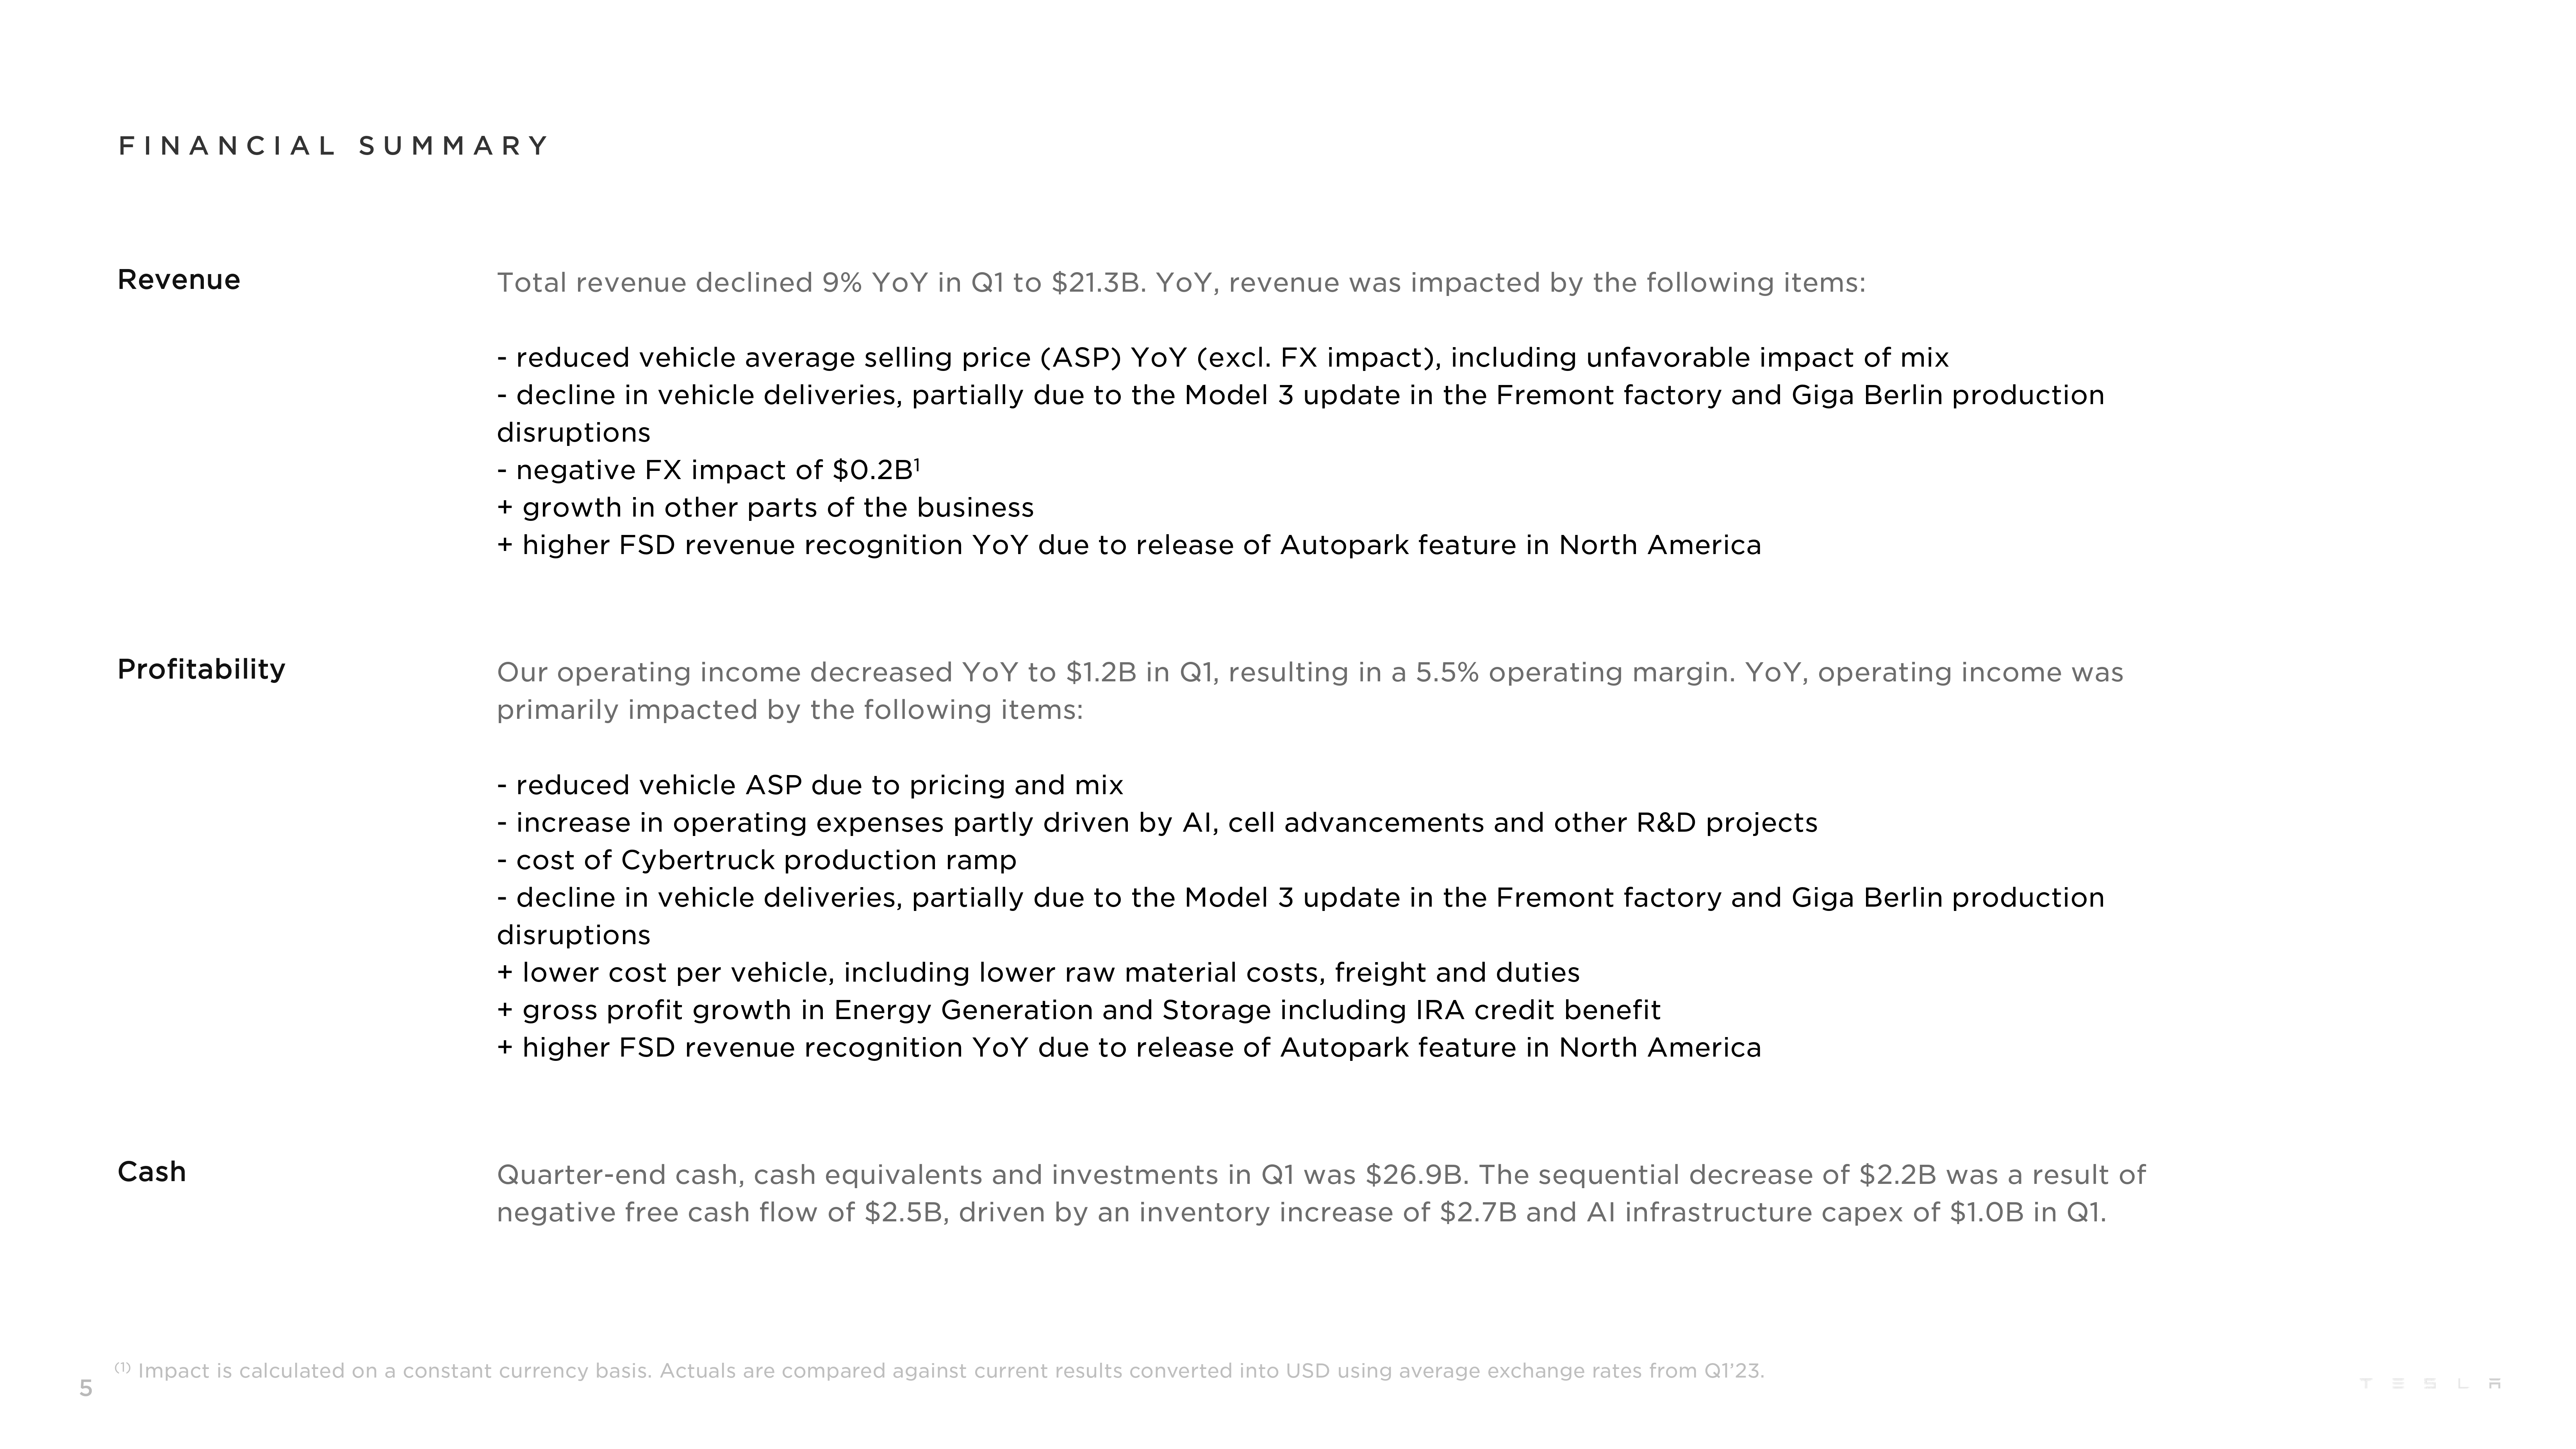 FINANCIAL SUMMARY
Revenue
Total revenue declined 9% YoY in Q1 to $21.3B. YoY, revenue was impacted by the following items:
- reduced vehicle average selling price (ASP) YoY (excl. FX impact), including unfavorable impact of mix
- decline in vehicle deliveries, partially due to the Model 3 update in the Fremont factory and Giga Berlin production
disruptions
- negative FX impact of $0.2B¹
+ growth in other parts of the business
+ higher FSD revenue recognition YoY due to release of Autopark feature in North America
Profitability
Our operating income decreased YoY to $1.2B in Q1, resulting in a 5.5% operating margin. YoY, operating income was
primarily impacted by the following items:
- reduced vehicle ASP due to pricing and mix
- increase in operating expenses partly driven by AI, cell advancements and other R&D projects
- cost of Cybertruck production ramp
- decline in vehicle deliveries, partially due to the Model 3 update in the Fremont factory and Giga Berlin production
disruptions
+ lower cost per vehicle, including lower raw material costs, freight and duties
+ gross profit growth in Energy Generation and Storage including IRA credit benefit
+ higher FSD revenue recognition YoY due to release of Autopark feature in North America
Cash
Quarter-end cash, cash equivalents and investments in Q1 was $26.9B. The sequential decrease of $2.2B was a result of
negative free cash flow of $2.5B, driven by an inventory increase of $2.7B and AI infrastructure capex of $1.0B in Q1.
(1) Impact is calculated on a constant currency basis. Actuals are compared against current results converted into USD using average exchange rates from Q1'23.
5
TESLA